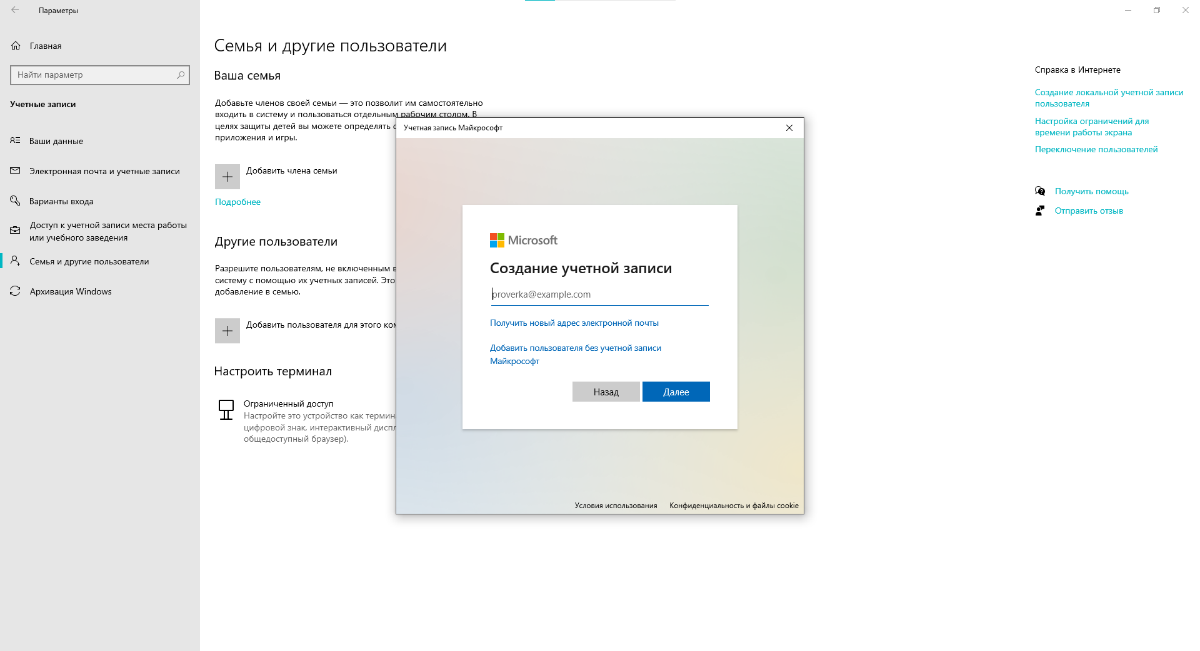 Параметры
Главная
Найти параметр
Учетные записи
Ваши данные
Электронная почта и учетные записи
Варианты входа
Доступ к учетной записи места работы
или учебного заведения
Семья и другие пользователи
Архивация Windows
Семья и другие пользователи
Ваша семья
Добавьте членов своей семьи — это позволит им самостоятельно
входить в систему и пользоваться отдельным рабочим столом. В
целях защиты детей вы можете определять
приложения и игры.
Добавить члена семьи
Подробнее
Другие пользователи
Разрешите пользователям, не включенным
систему с помощью их учетных записей.
добавление в семью.
Добавить пользователя для этого
Настроить терминал
Ограниченный доступ
Настройте это устройство как
цифровой знак, интерактивный
общедоступный браузер).
Учетная запись Майкрософт
Microsoft
Создание учетной записи
proverka@example.com
Получить новый адрес электронной почты
Добавить пользователя без учетной записи
Майкрософт
Назад
Далее
Условия использования
Конфиденциальность и файлы cookie
Справка в Интернете
Создание локальной учетной записи
пользователя
Настройка ограничений для
времени работы экрана
Переключение пользователей
Получить помощь
Отправить отзыв